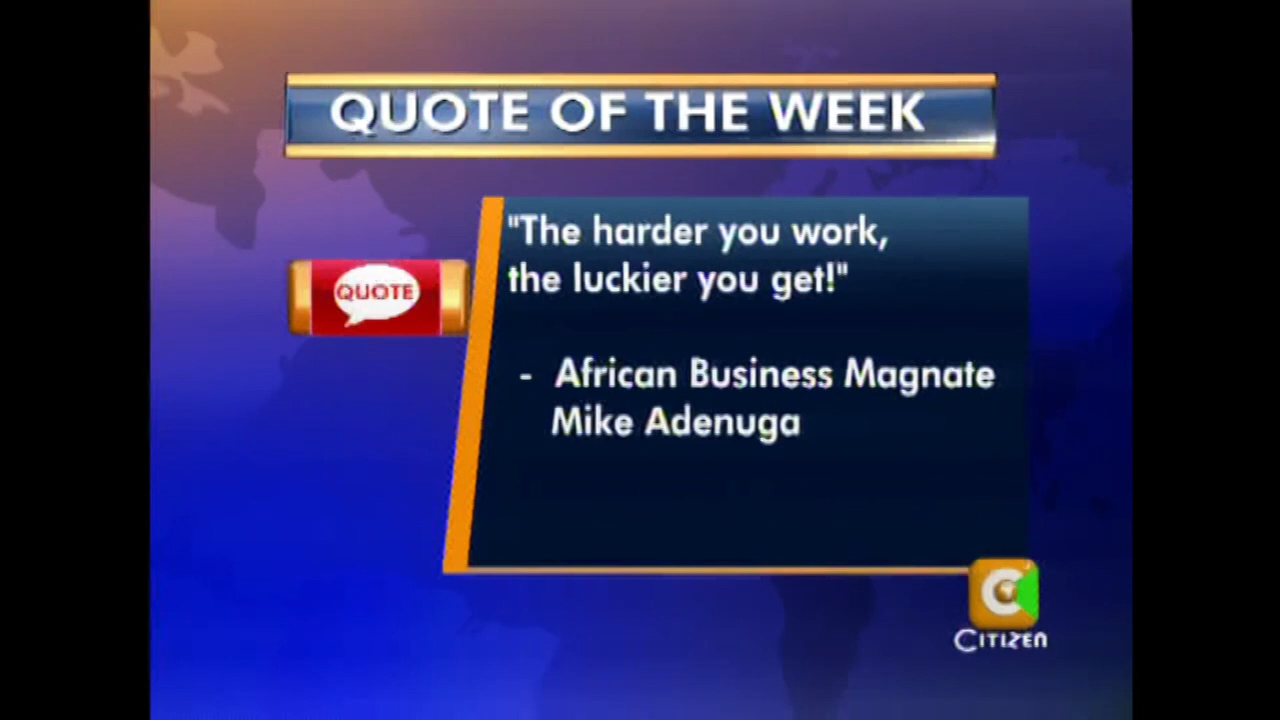 QUOTE OF THE WEEK
"The harder you work,
the luckier you get!"
QUOTE
- African Business Magnate
Mike Adenuga
CITIZEN